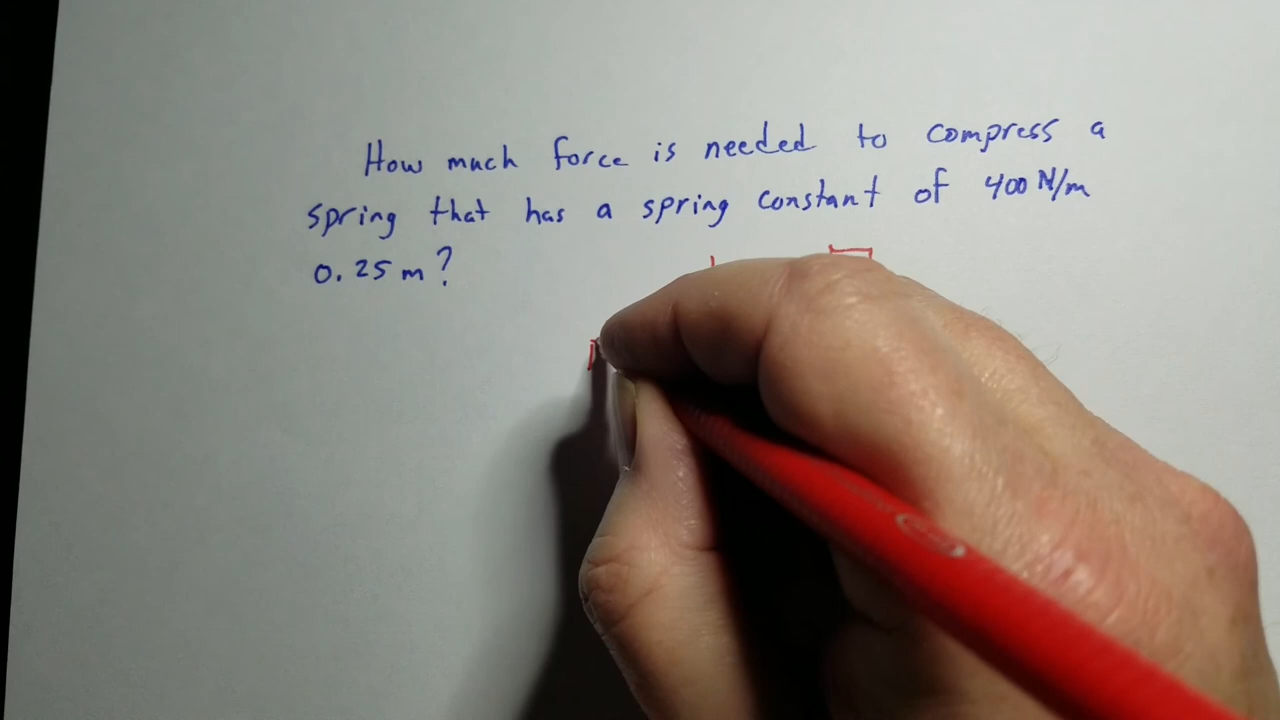 How much force is needed to compress a
spring that has a spring constant of 400 N/m
0.25 m?